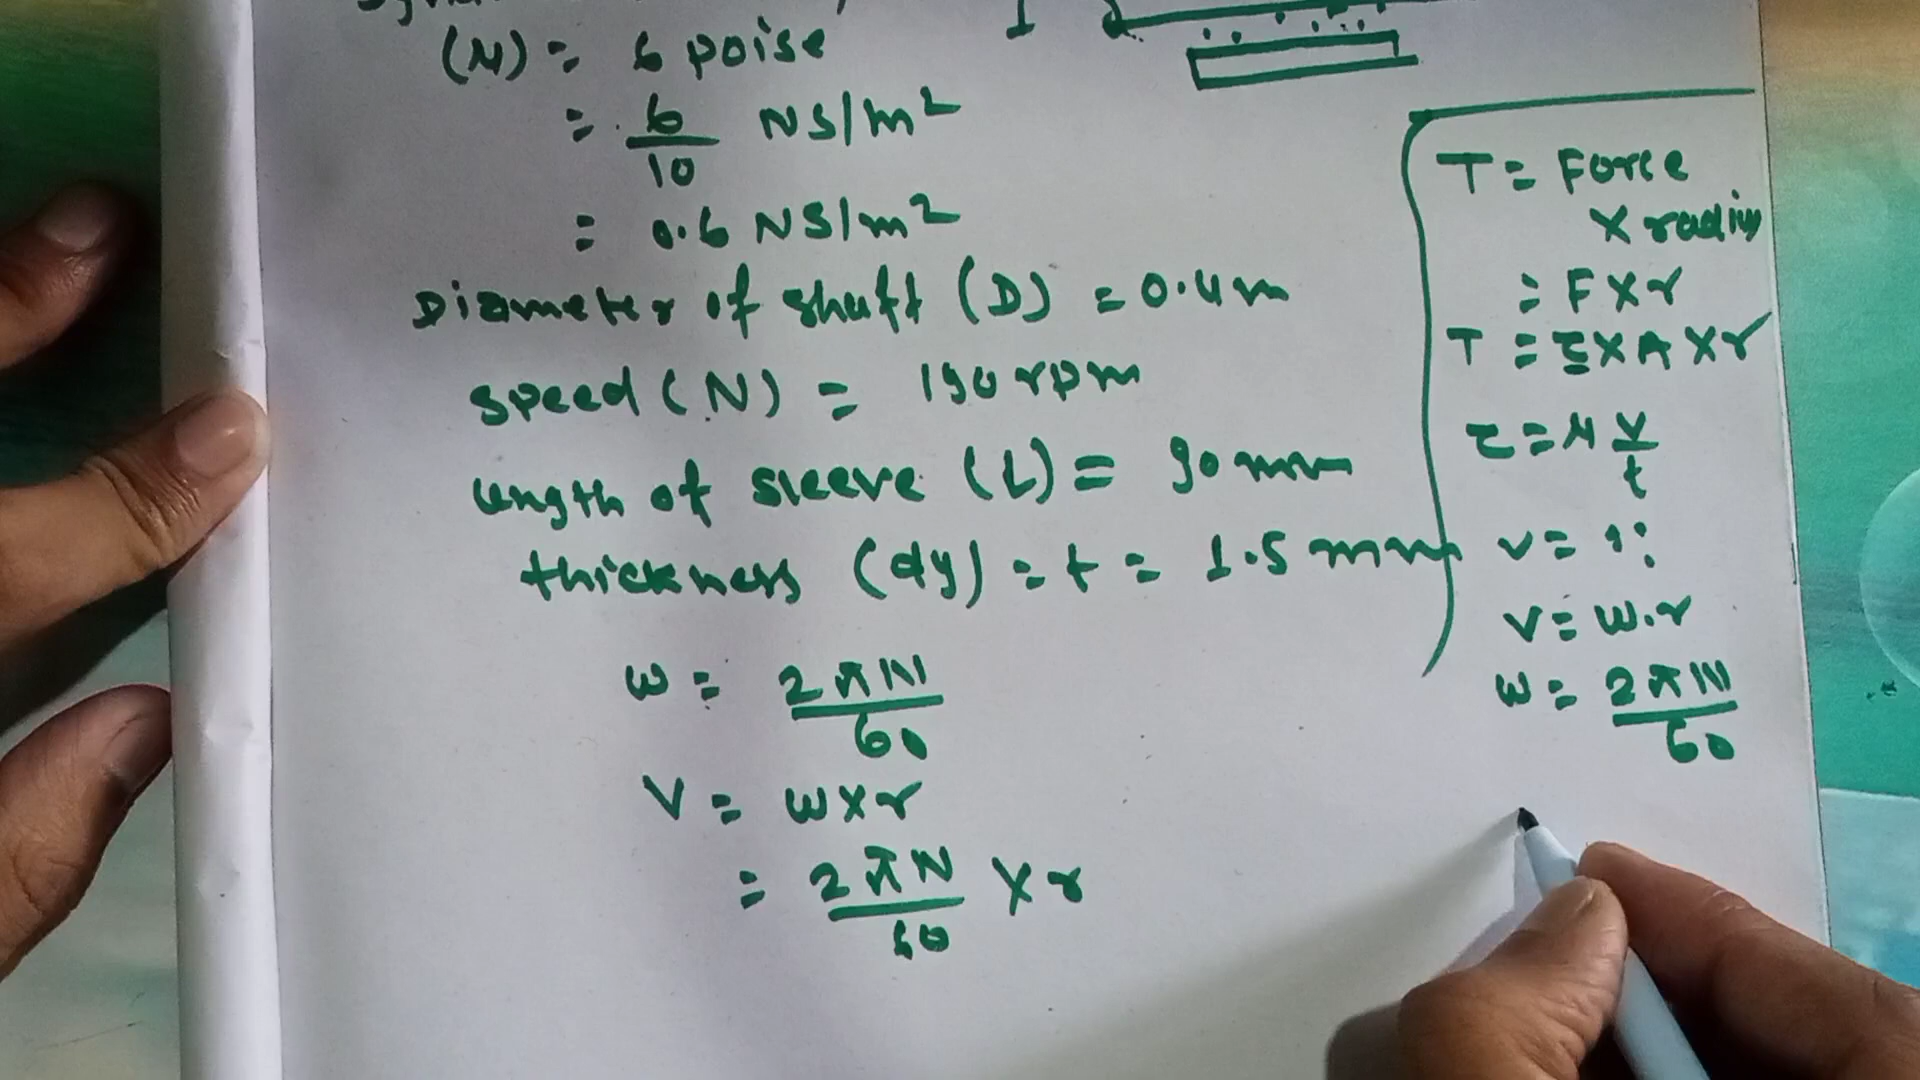 (μ) = 6 poise
= 6/10 NS/m²
= 0.6 NS/m²
Diameter of shaft (D) = 0.4m
speed (N) = 190 rpm
length of sleeve (L) = 90 mm
thickness (dy) = t = 1.5 mm
ω = 2πN/60
V = ω×r
= 2πN/60 × r
T = Force
× radius
= F×r
T = τ×A×r
τ = μ V/t
v = ?
V = ω.r
ω = 2πN/60